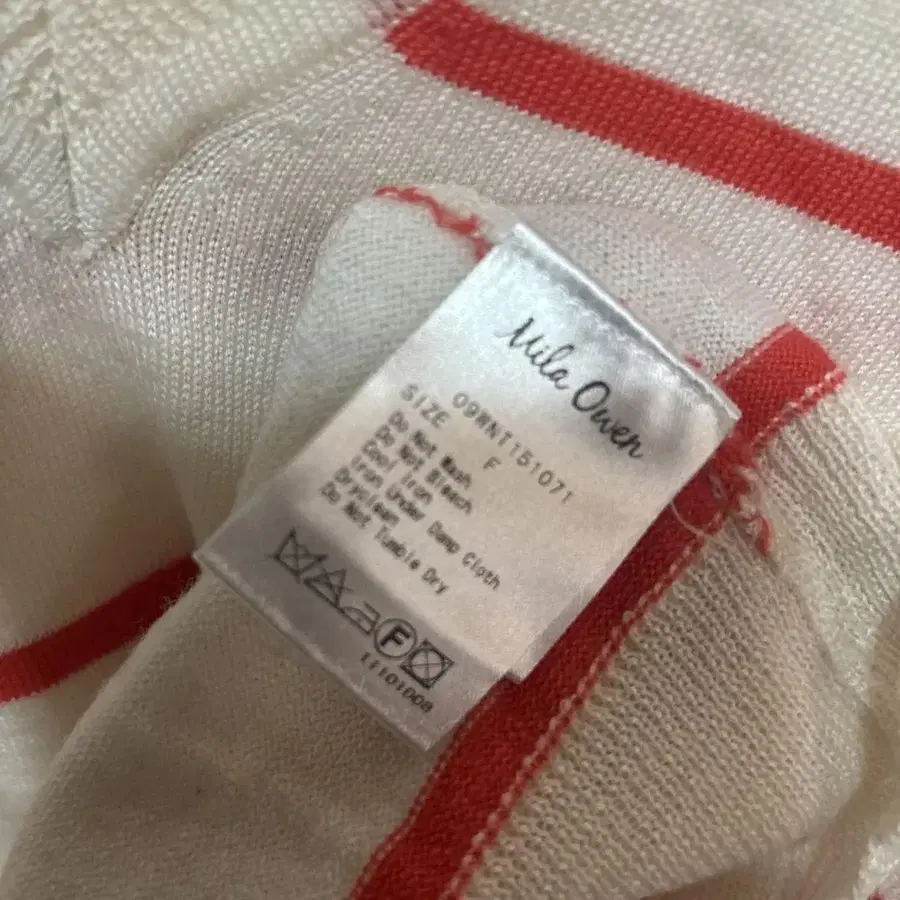 Mila Owen
09WNT151071
SIZE F
Do Not Wash
Do Not Bleach
Cool Iron
Iron Under Damp Cloth
Dryclean
Do Not Tumble Dry
F
11101008